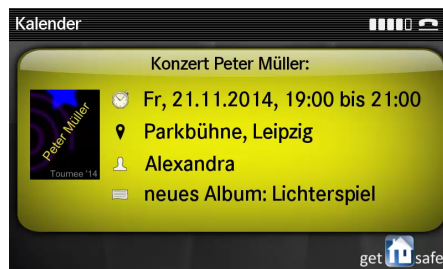 Kalender
Konzert Peter Müller:
Peter Müller
Tournee '14
Fr, 21.11.2014, 19:00 bis 21:00
Parkbühne, Leipzig
Alexandra
neues Album: Lichterspiel
get safe